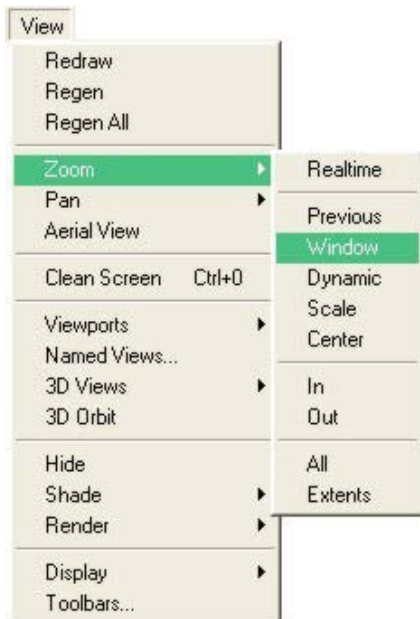 View
Redraw
Regen
Regen All
Zoom
Pan
Aerial View
Clean Screen Ctrl+0
Viewports
Named Views...
3D Views
3D Orbit
Hide
Shade
Render
Display
Toolbars...
Realtime
Previous
Window
Dynamic
Scale
Center
In
Out
All
Extents